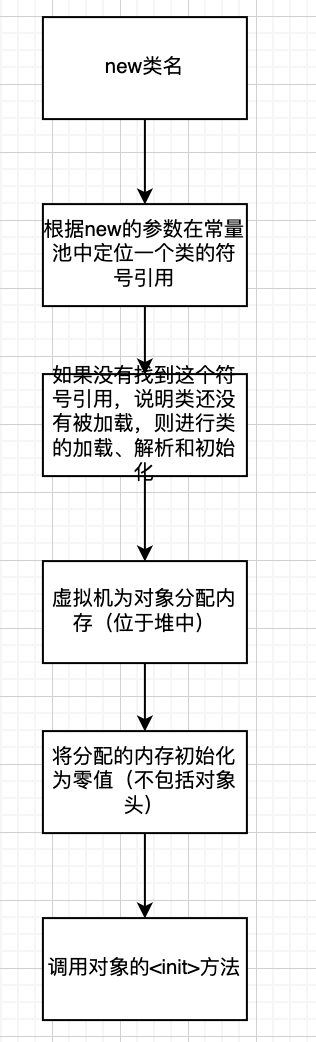 new类名
根据new的参数在常量
池中定位一个类的符
号引用
如果没有找到这个符
号引用，说明类还没
有被加载，则进行类
的加载、解析和初始
化
虚拟机为对象分配内
存（位于堆中）
将分配的内存初始化
为零值（不包括对象
头）
调用对象的<init>方法